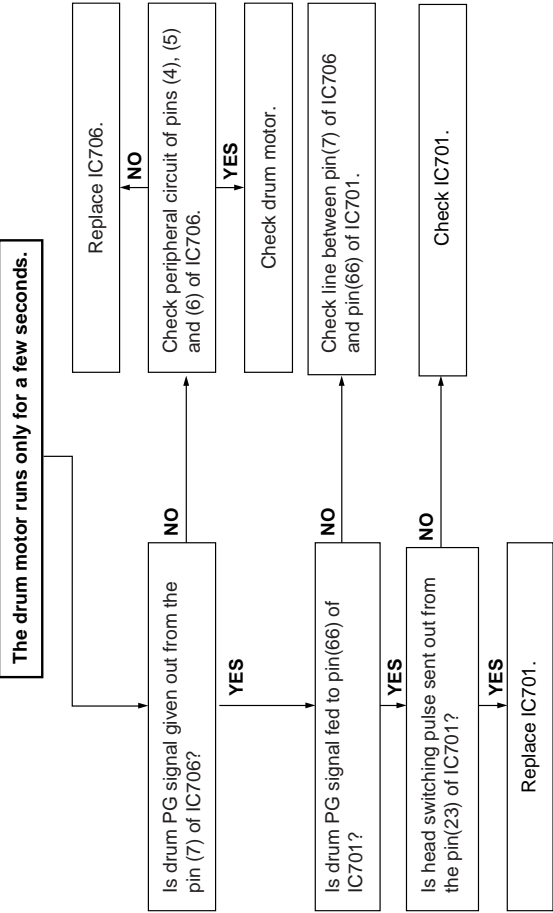 The drum motor runs only for a few seconds.
Is drum PG signal given out from the
pin (7) of IC706?
NO
Check peripheral circuit of pins (4), (5)
and (6) of IC706.
NO
Replace IC706.
YES
Check drum motor.
YES
Is drum PG signal fed to pin(66) of
IC701?
NO
Check line between pin(7) of IC706
and pin(66) of IC701.
YES
Is head switching pulse sent out from
the pin(23) of IC701?
NO
Check IC701.
YES
Replace IC701.